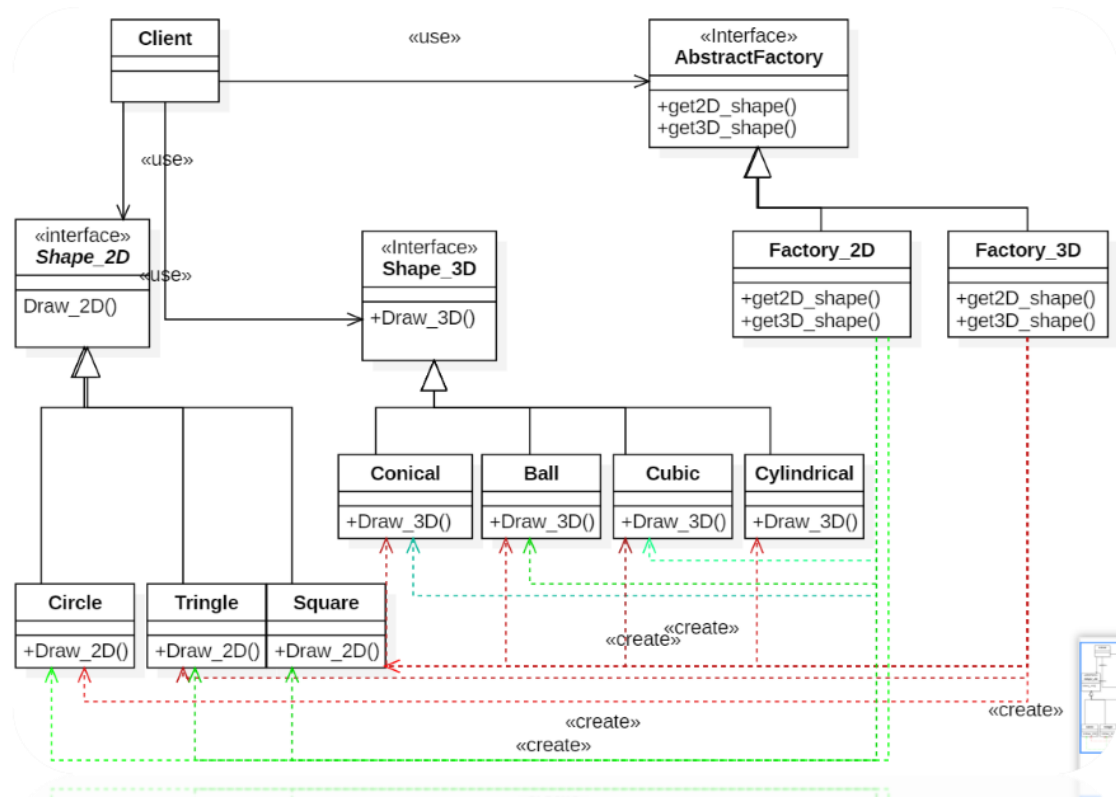 Client
«use»
«Interface»
AbstractFactory
+get2D_shape()
+get3D_shape()
«use»
«interface»
Shape_2D
Draw_2D()
«use»
«Interface»
Shape_3D
+Draw_3D()
Factory_2D
+get2D_shape()
+get3D_shape()
Factory_3D
+get2D_shape()
+get3D_shape()
Conical
+Draw_3D()
Ball
+Draw_3D()
Cubic
+Draw_3D()
Cylindrical
+Draw_3D()
Circle
+Draw_2D()
Tringle
+Draw_2D()
Square
+Draw_2D()
«create»
«create»
«create»
«create»
«create»